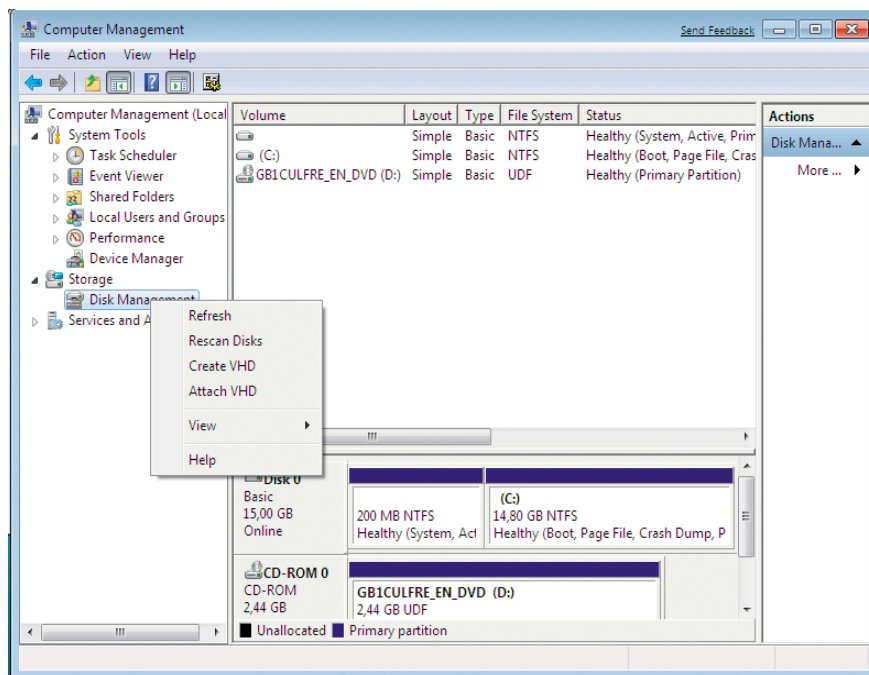 Computer Management
Send Feedback
File Action View Help
Computer Management (Local
System Tools
Task Scheduler
Event Viewer
Shared Folders
Local Users and Groups
Performance
Device Manager
Storage
Disk Management
Services and A
Refresh
Rescan Disks
Create VHD
Attach VHD
View
Help
Volume Layout Type File System Status
Simple Basic NTFS Healthy (System, Active, Prim
(C:) Simple Basic NTFS Healthy (Boot, Page File, Cras
GB1CULFRE_EN_DVD (D:) Simple Basic UDF Healthy (Primary Partition)
Actions
Disk Mana...
More ...
Disk 0
Basic
15,00 GB
Online
200 MB NTFS
Healthy (System, Act
(C:)
14,80 GB NTFS
Healthy (Boot, Page File, Crash Dump, P
CD-ROM 0
CD-ROM
2,44 GB
GB1CULFRE_EN_DVD (D:)
2,44 GB UDF
Unallocated Primary partition